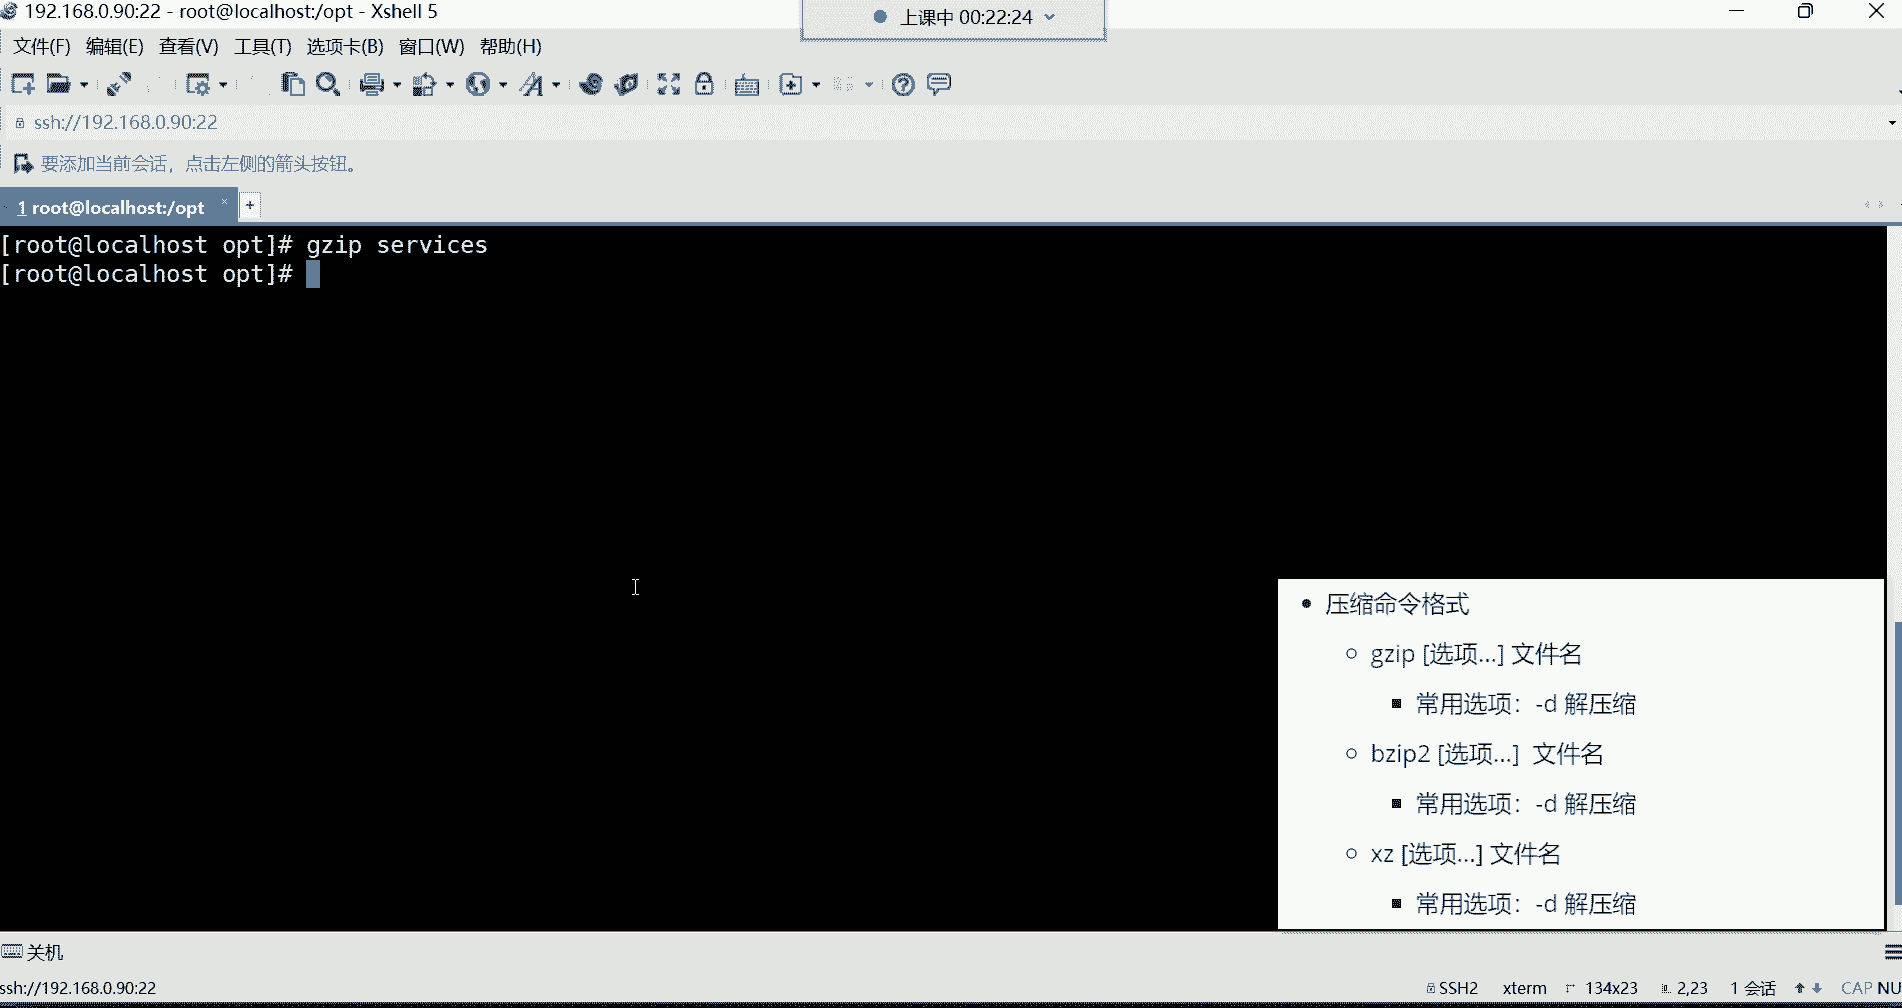 192.168.0.90:22 - root@localhost:/opt - Xshell 5
上课中 00:22:24
文件(F) 编辑(E) 查看(V) 工具(T) 选项卡(B) 窗口(W) 帮助(H)
ssh://192.168.0.90:22
要添加当前会话，点击左侧的箭头按钮。
1 root@localhost:/opt
[root@localhost opt]# gzip services
[root@localhost opt]#
• 压缩命令格式
gzip [选项...] 文件名
常用选项：-d 解压缩
bzip2 [选项...] 文件名
常用选项：-d 解压缩
xz [选项...] 文件名
常用选项：-d 解压缩
关机
ssh://192.168.0.90:22 SSH2 xterm 134x23 2,23 1 会话 CAP NU